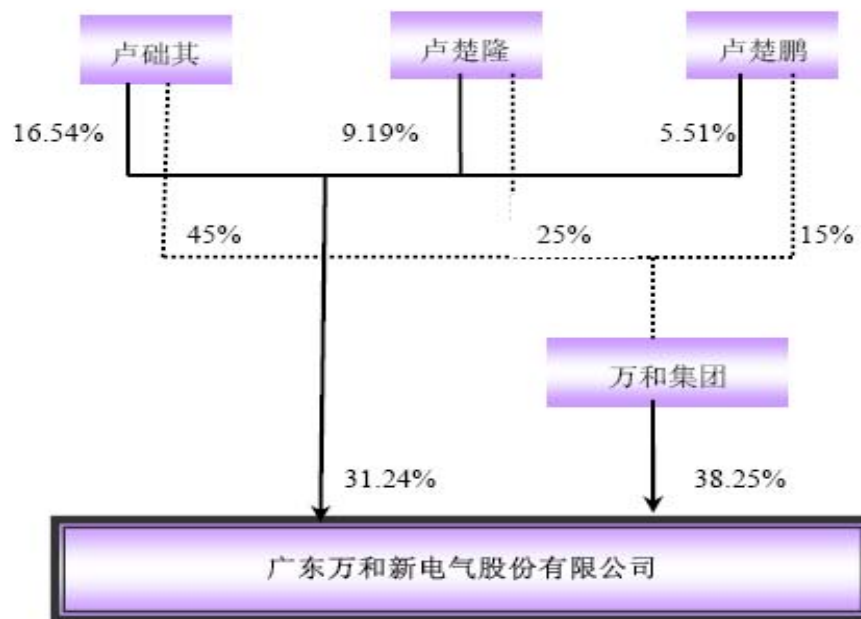 卢础其
卢楚隆
卢楚鹏
16.54%
9.19%
5.51%
45%
25%
15%
万和集团
31.24%
38.25%
广东万和新电气股份有限公司